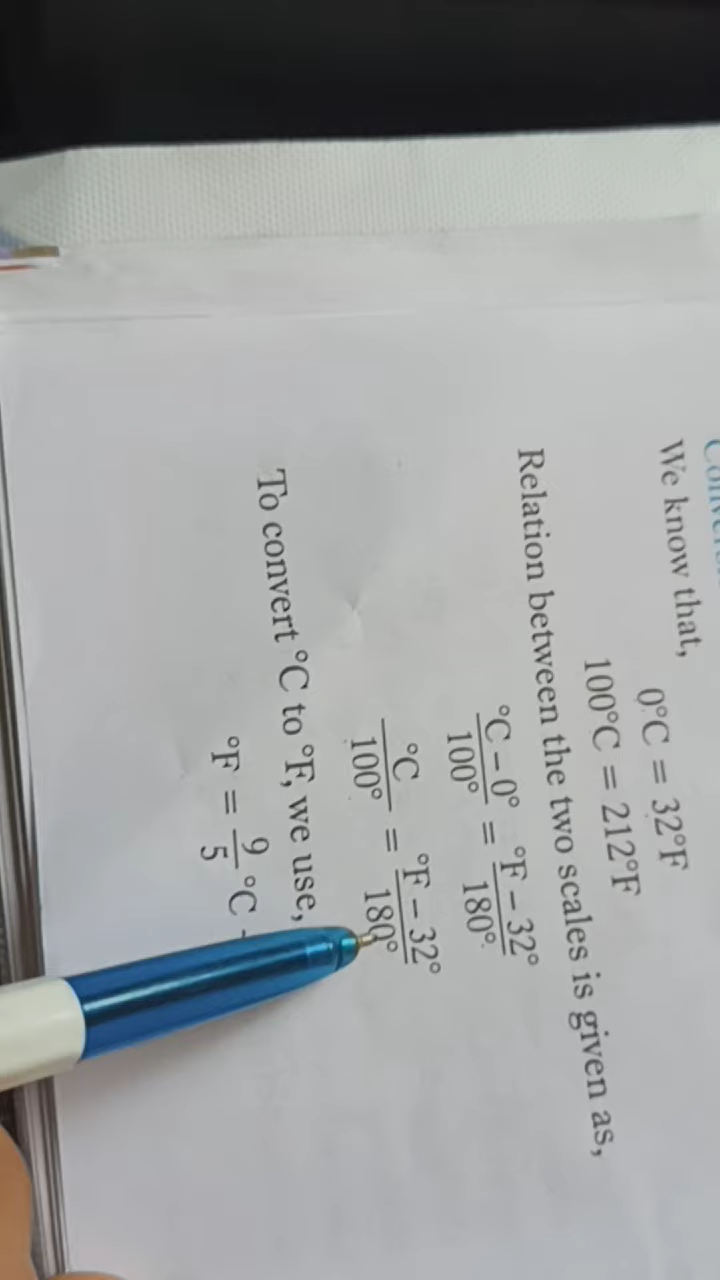 We know that,
0°C = 32°F
100°C = 212°F
Relation between the two scales is given as,
°C – 0° / 100° = °F – 32° / 180°
°C / 100° = °F – 32° / 180°
To convert °C to °F, we use,
°F = 9/5 °C